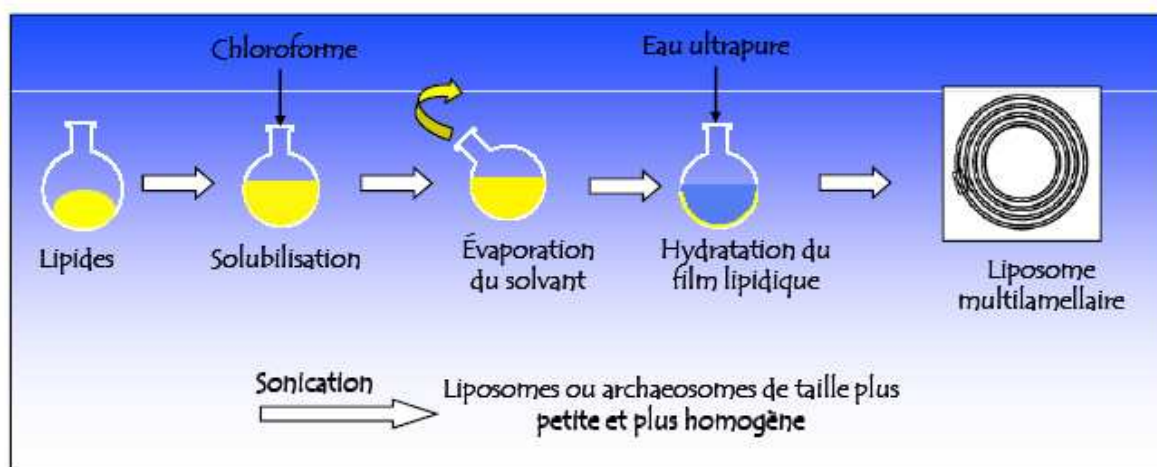 Chloroforme
Eau ultrapure
Lipides
Solubilisation
Évaporation
du solvant
Hydratation du
film lipidique
Liposome
multilamellaire
Sonication
Liposomes ou archaeosomes de taille plus
petite et plus homogène